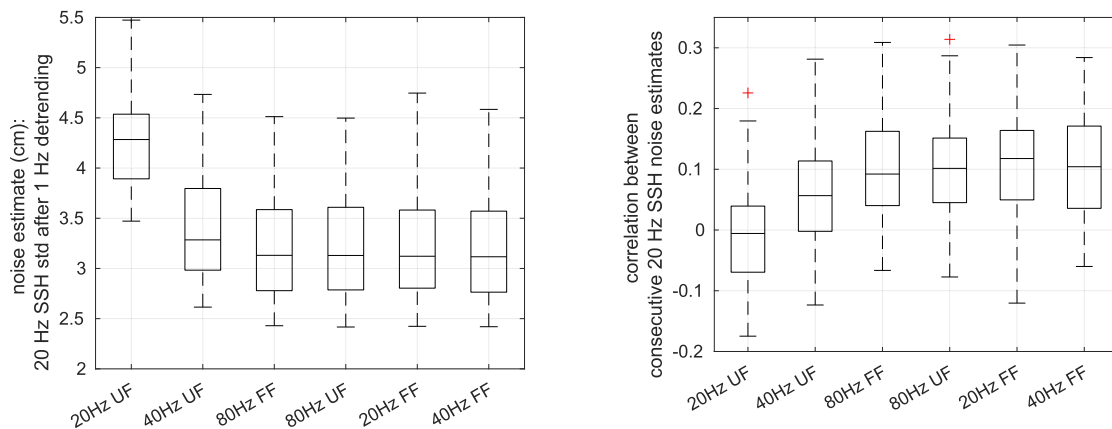 noise estimate (cm):
20 Hz SSH std after 1 Hz detrending
5.5
5
4.5
4
3.5
3
2.5
2
20Hz UF
40Hz UF
80Hz FF
80Hz UF
20Hz FF
40Hz FF
correlation between
consecutive 20 Hz SSH noise estimates
0.3
0.2
0.1
0
-0.1
-0.2
20Hz UF
40Hz UF
80Hz FF
80Hz UF
20Hz FF
40Hz FF